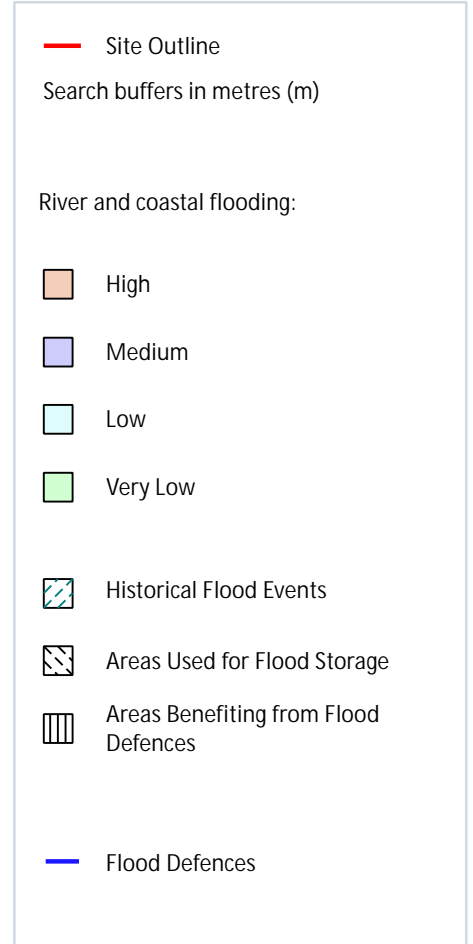 Site Outline
Search buffers in metres (m)
River and coastal flooding:
High
Medium
Low
Very Low
Historical Flood Events
Areas Used for Flood Storage
Areas Benefiting from Flood
Defences
Flood Defences